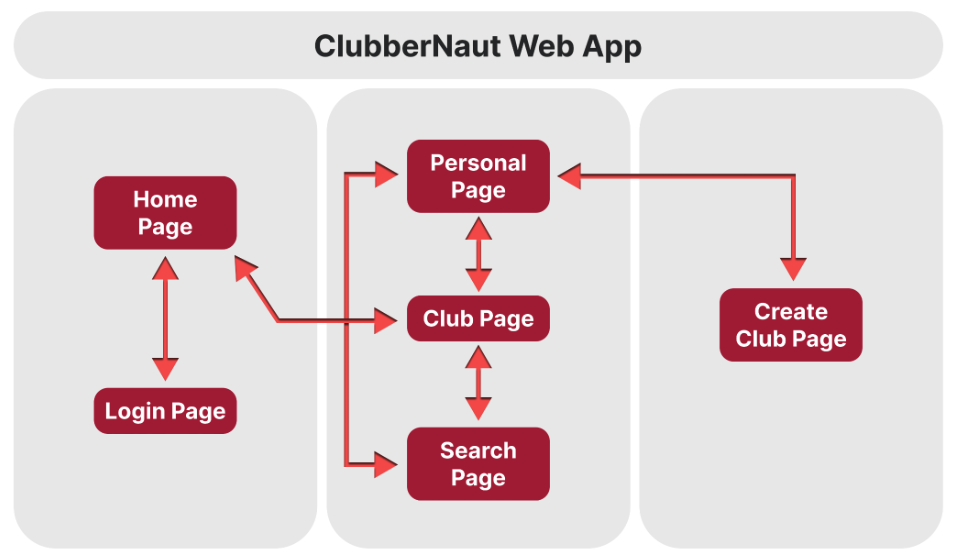 ClubberNaut Web App
Home
Page
Login Page
Personal
Page
Club Page
Search
Page
Create
Club Page